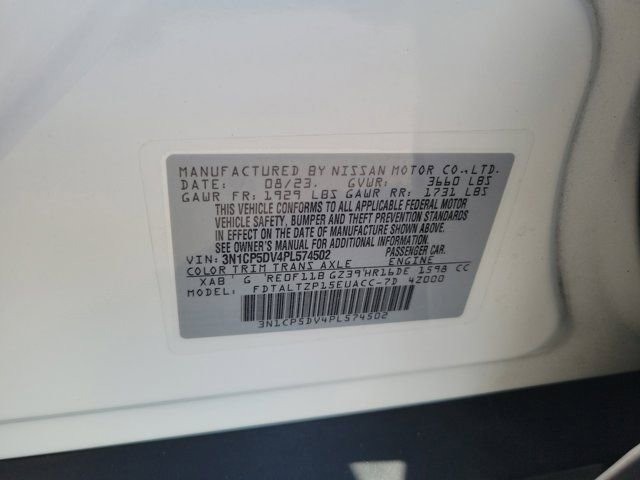 MANUFACTURED BY NISSAN MOTOR CO.,LTD.
DATE: 08/23. GVWR: 3660 LBS
GAWR FR: 1929 LBS GAWR RR: 1731 LBS
THIS VEHICLE CONFORMS TO ALL APPLICABLE FEDERAL MOTOR
VEHICLE SAFETY, BUMPER AND THEFT PREVENTION STANDARDS
IN EFFECT ON THE DATE OF MANUFACTURE SHOWN ABOVE.
SEE OWNER'S MANUAL FOR ADDITIONAL INFORMATION.
VIN: 3N1CP5DV4PL574502 PASSENGER CAR
COLOR TRIM TRANS AXLE ENGINE
XAB G RE0F11B GZ39 HR16DE 1598 CC
MODEL: FDTALTZP15EUACC-7D 42000
3N1CP5DV4PL574502